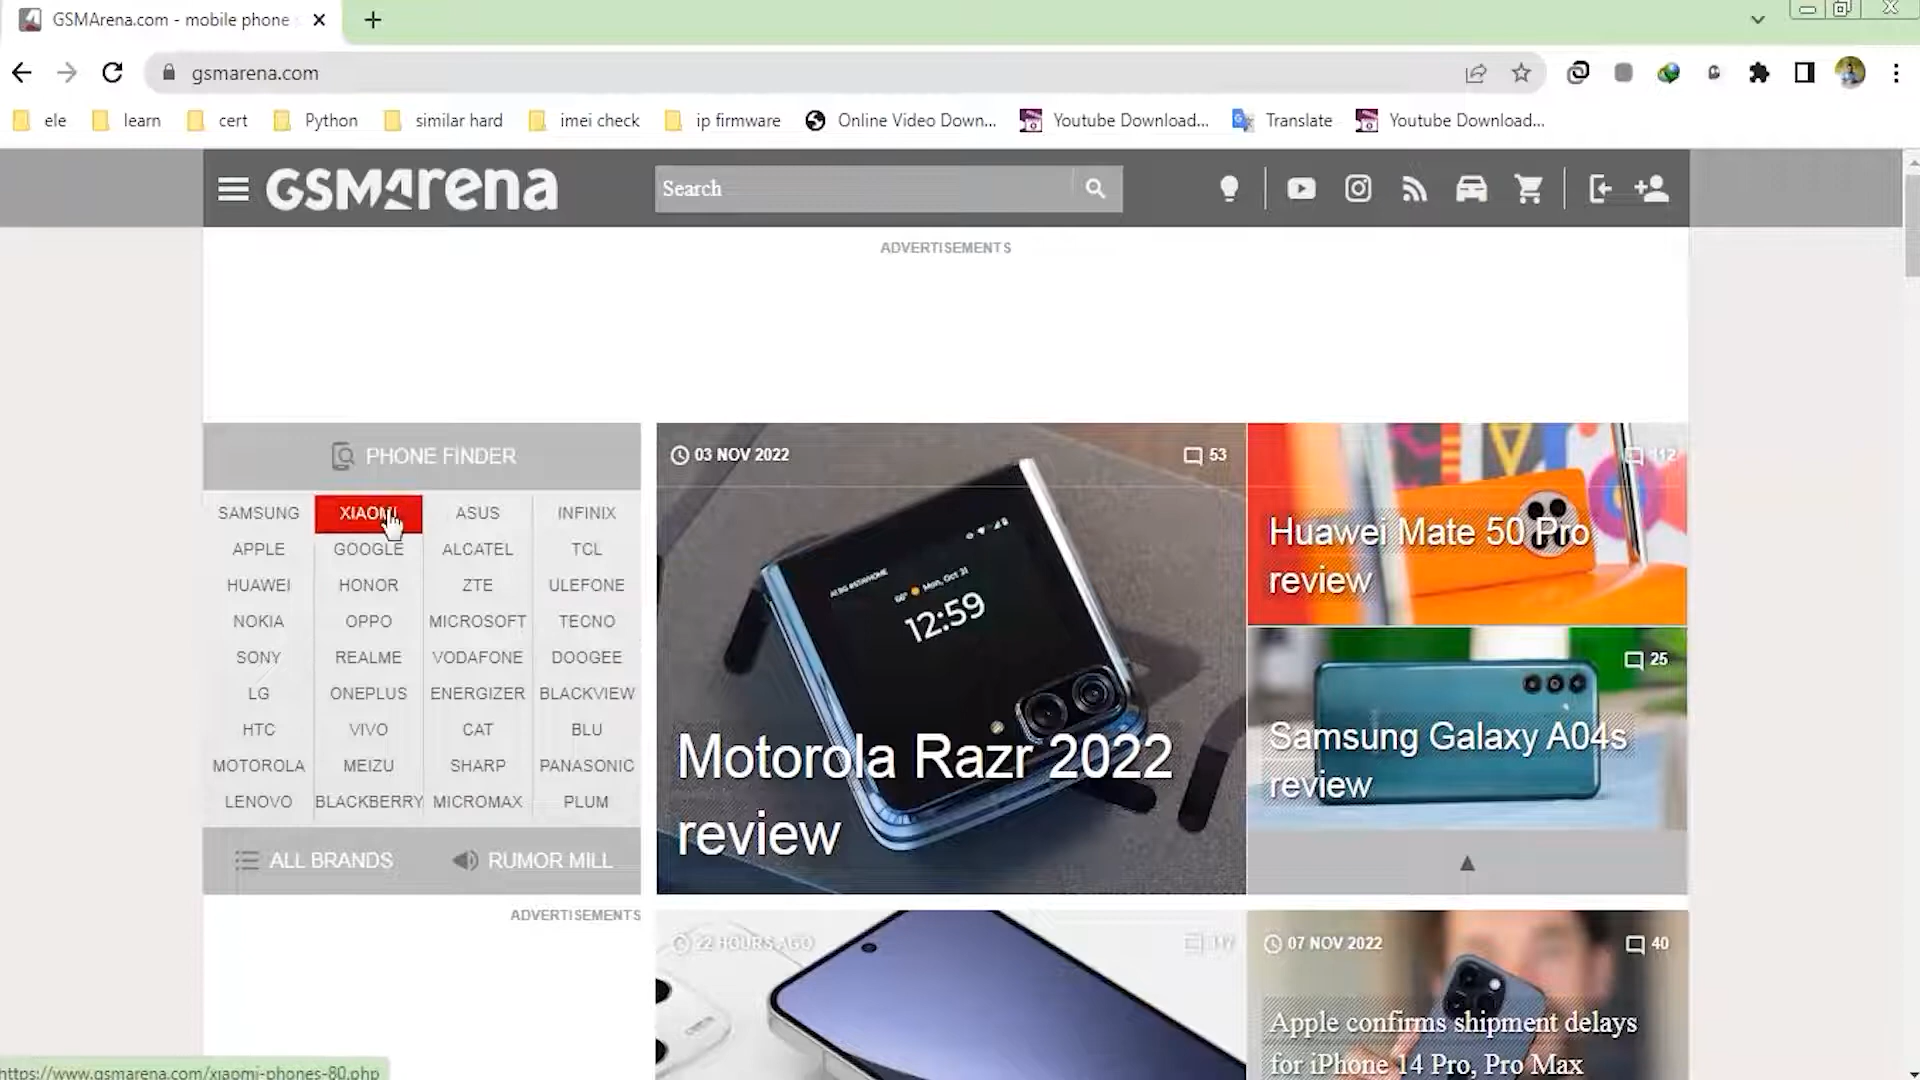 GSMArena.com - mobile phone
gsmarena.com
ele
learn
cert
Python
similar hard
imei check
ip firmware
Online Video Down...
Youtube Download...
Translate
Youtube Download...
GSMArena
Search
ADVERTISEMENTS
PHONE FINDER
SAMSUNG XIAOMI ASUS INFINIX
APPLE GOOGLE ALCATEL TCL
HUAWEI HONOR ZTE ULEFONE
NOKIA OPPO MICROSOFT TECNO
SONY REALME VODAFONE DOOGEE
LG ONEPLUS ENERGIZER BLACKVIEW
HTC VIVO CAT BLU
MOTOROLA MEIZU SHARP PANASONIC
LENOVO BLACKBERRY MICROMAX PLUM
ALL BRANDS
RUMOR MILL
ADVERTISEMENTS
03 NOV 2022
53
Mon, Oct 31
12:59
Motorola Razr 2022
review
112
Huawei Mate 50 Pro
review
25
Samsung Galaxy A04s
review
22 HOURS AGO
07 NOV 2022
40
Apple confirms shipment delays
for iPhone 14 Pro, Pro Max
https://www.gsmarena.com/xiaomi-phones-80.php